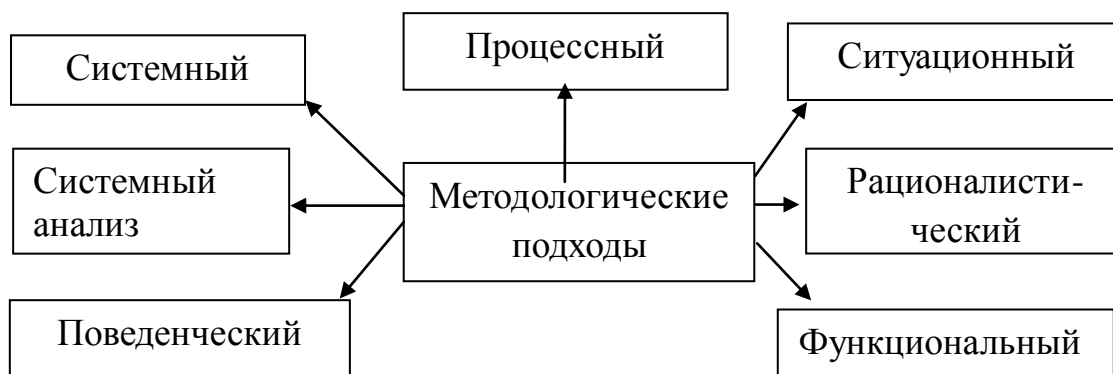 Системный
Процессный
Ситуационный
Системный
анализ
Методологические
подходы
Рационалисти-
ческий
Поведенческий
Функциональный